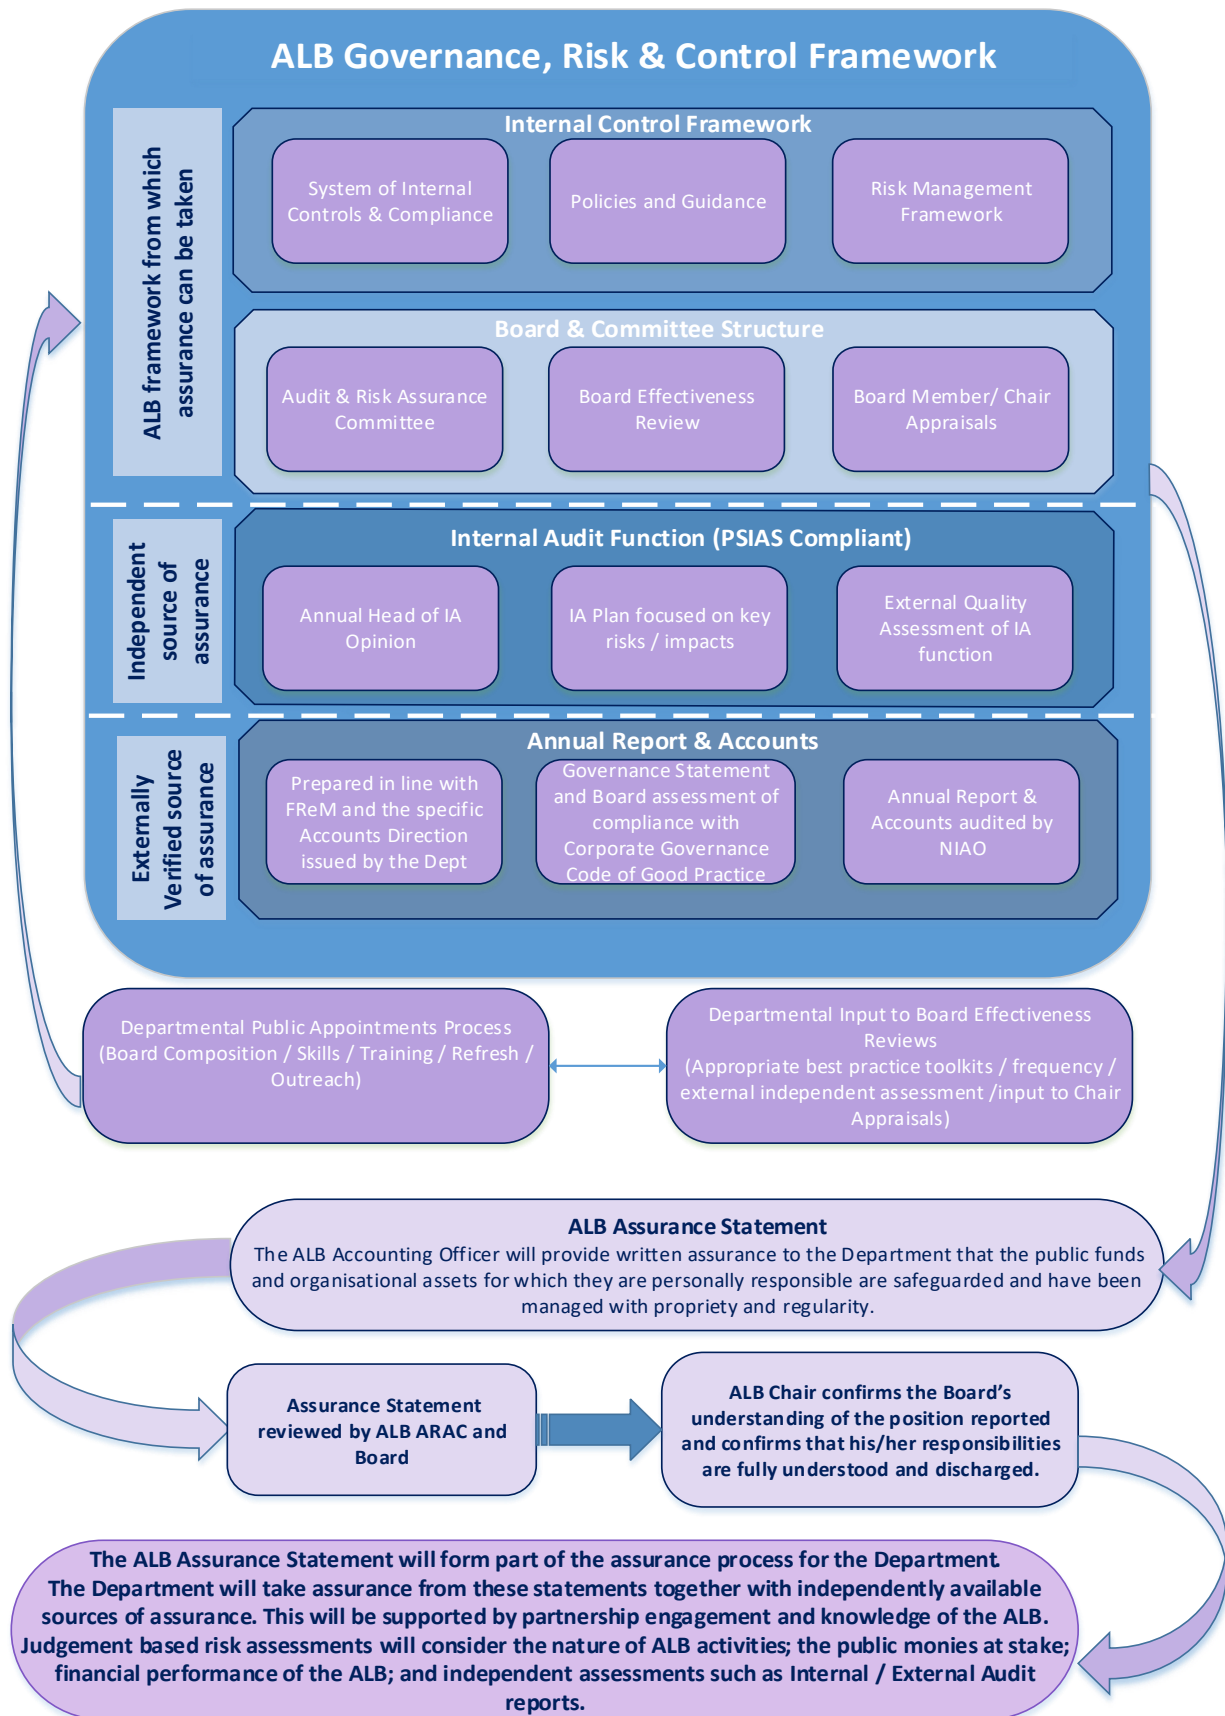 ALB Governance, Risk & Control Framework
ALB framework from which
assurance can be taken
Internal Control Framework
System of Internal
Controls & Compliance
Policies and Guidance
Risk Management
Framework
Board & Committee Structure
Audit & Risk Assurance
Committee
Board Effectiveness
Review
Board Member/ Chair
Appraisals
Independent
source of
assurance
Internal Audit Function (PSIAS Compliant)
Annual Head of IA
Opinion
IA Plan focused on key
risks / impacts
External Quality
Assessment of IA
function
Externally
Verified source
of assurance
Annual Report & Accounts
Prepared in line with
FReM and the specific
Accounts Direction
issued by the Dept
Governance Statement
and Board assessment of
compliance with
Corporate Governance
Code of Good Practice
Annual Report &
Accounts audited by
NIAO
Departmental Public Appointments Process
(Board Composition / Skills / Training / Refresh /
Outreach)
Departmental Input to Board Effectiveness
Reviews
(Appropriate best practice toolkits / frequency /
external independent assessment /input to Chair
Appraisals)
ALB Assurance Statement
The ALB Accounting Officer will provide written assurance to the Department that the public funds
and organisational assets for which they are personally responsible are safeguarded and have been
managed with propriety and regularity.
Assurance Statement
reviewed by ALB ARAC and
Board
ALB Chair confirms the Board’s
understanding of the position reported
and confirms that his/her responsibilities
are fully understood and discharged.
The ALB Assurance Statement will form part of the assurance process for the Department.
The Department will take assurance from these statements together with independently available
sources of assurance. This will be supported by partnership engagement and knowledge of the ALB.
Judgement based risk assessments will consider the nature of ALB activities; the public monies at stake;
financial performance of the ALB; and independent assessments such as Internal / External Audit
reports.